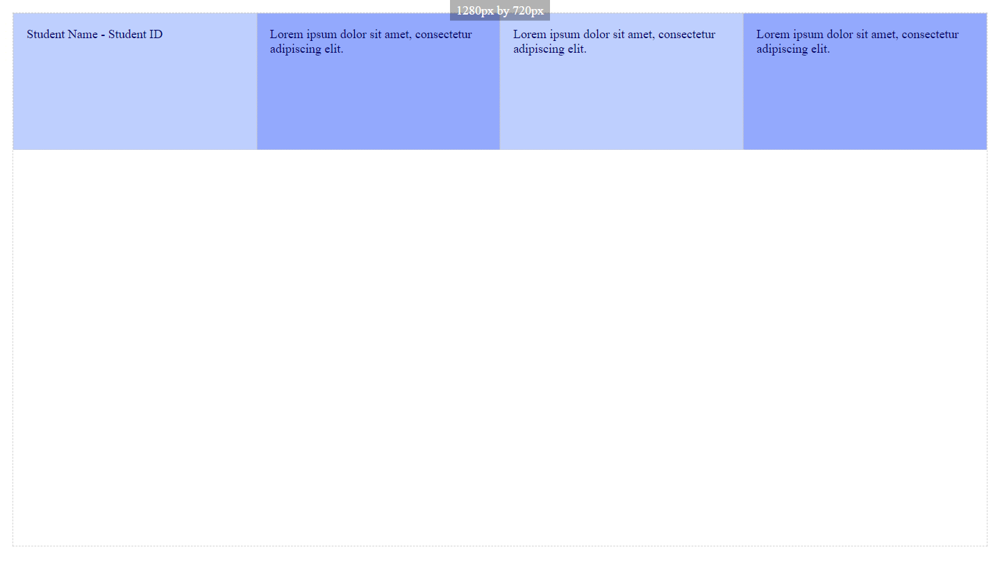 1280px by 720px
Student Name - Student ID
Lorem ipsum dolor sit amet, consectetur
adipiscing elit.
Lorem ipsum dolor sit amet, consectetur
adipiscing elit.
Lorem ipsum dolor sit amet, consectetur
adipiscing elit.